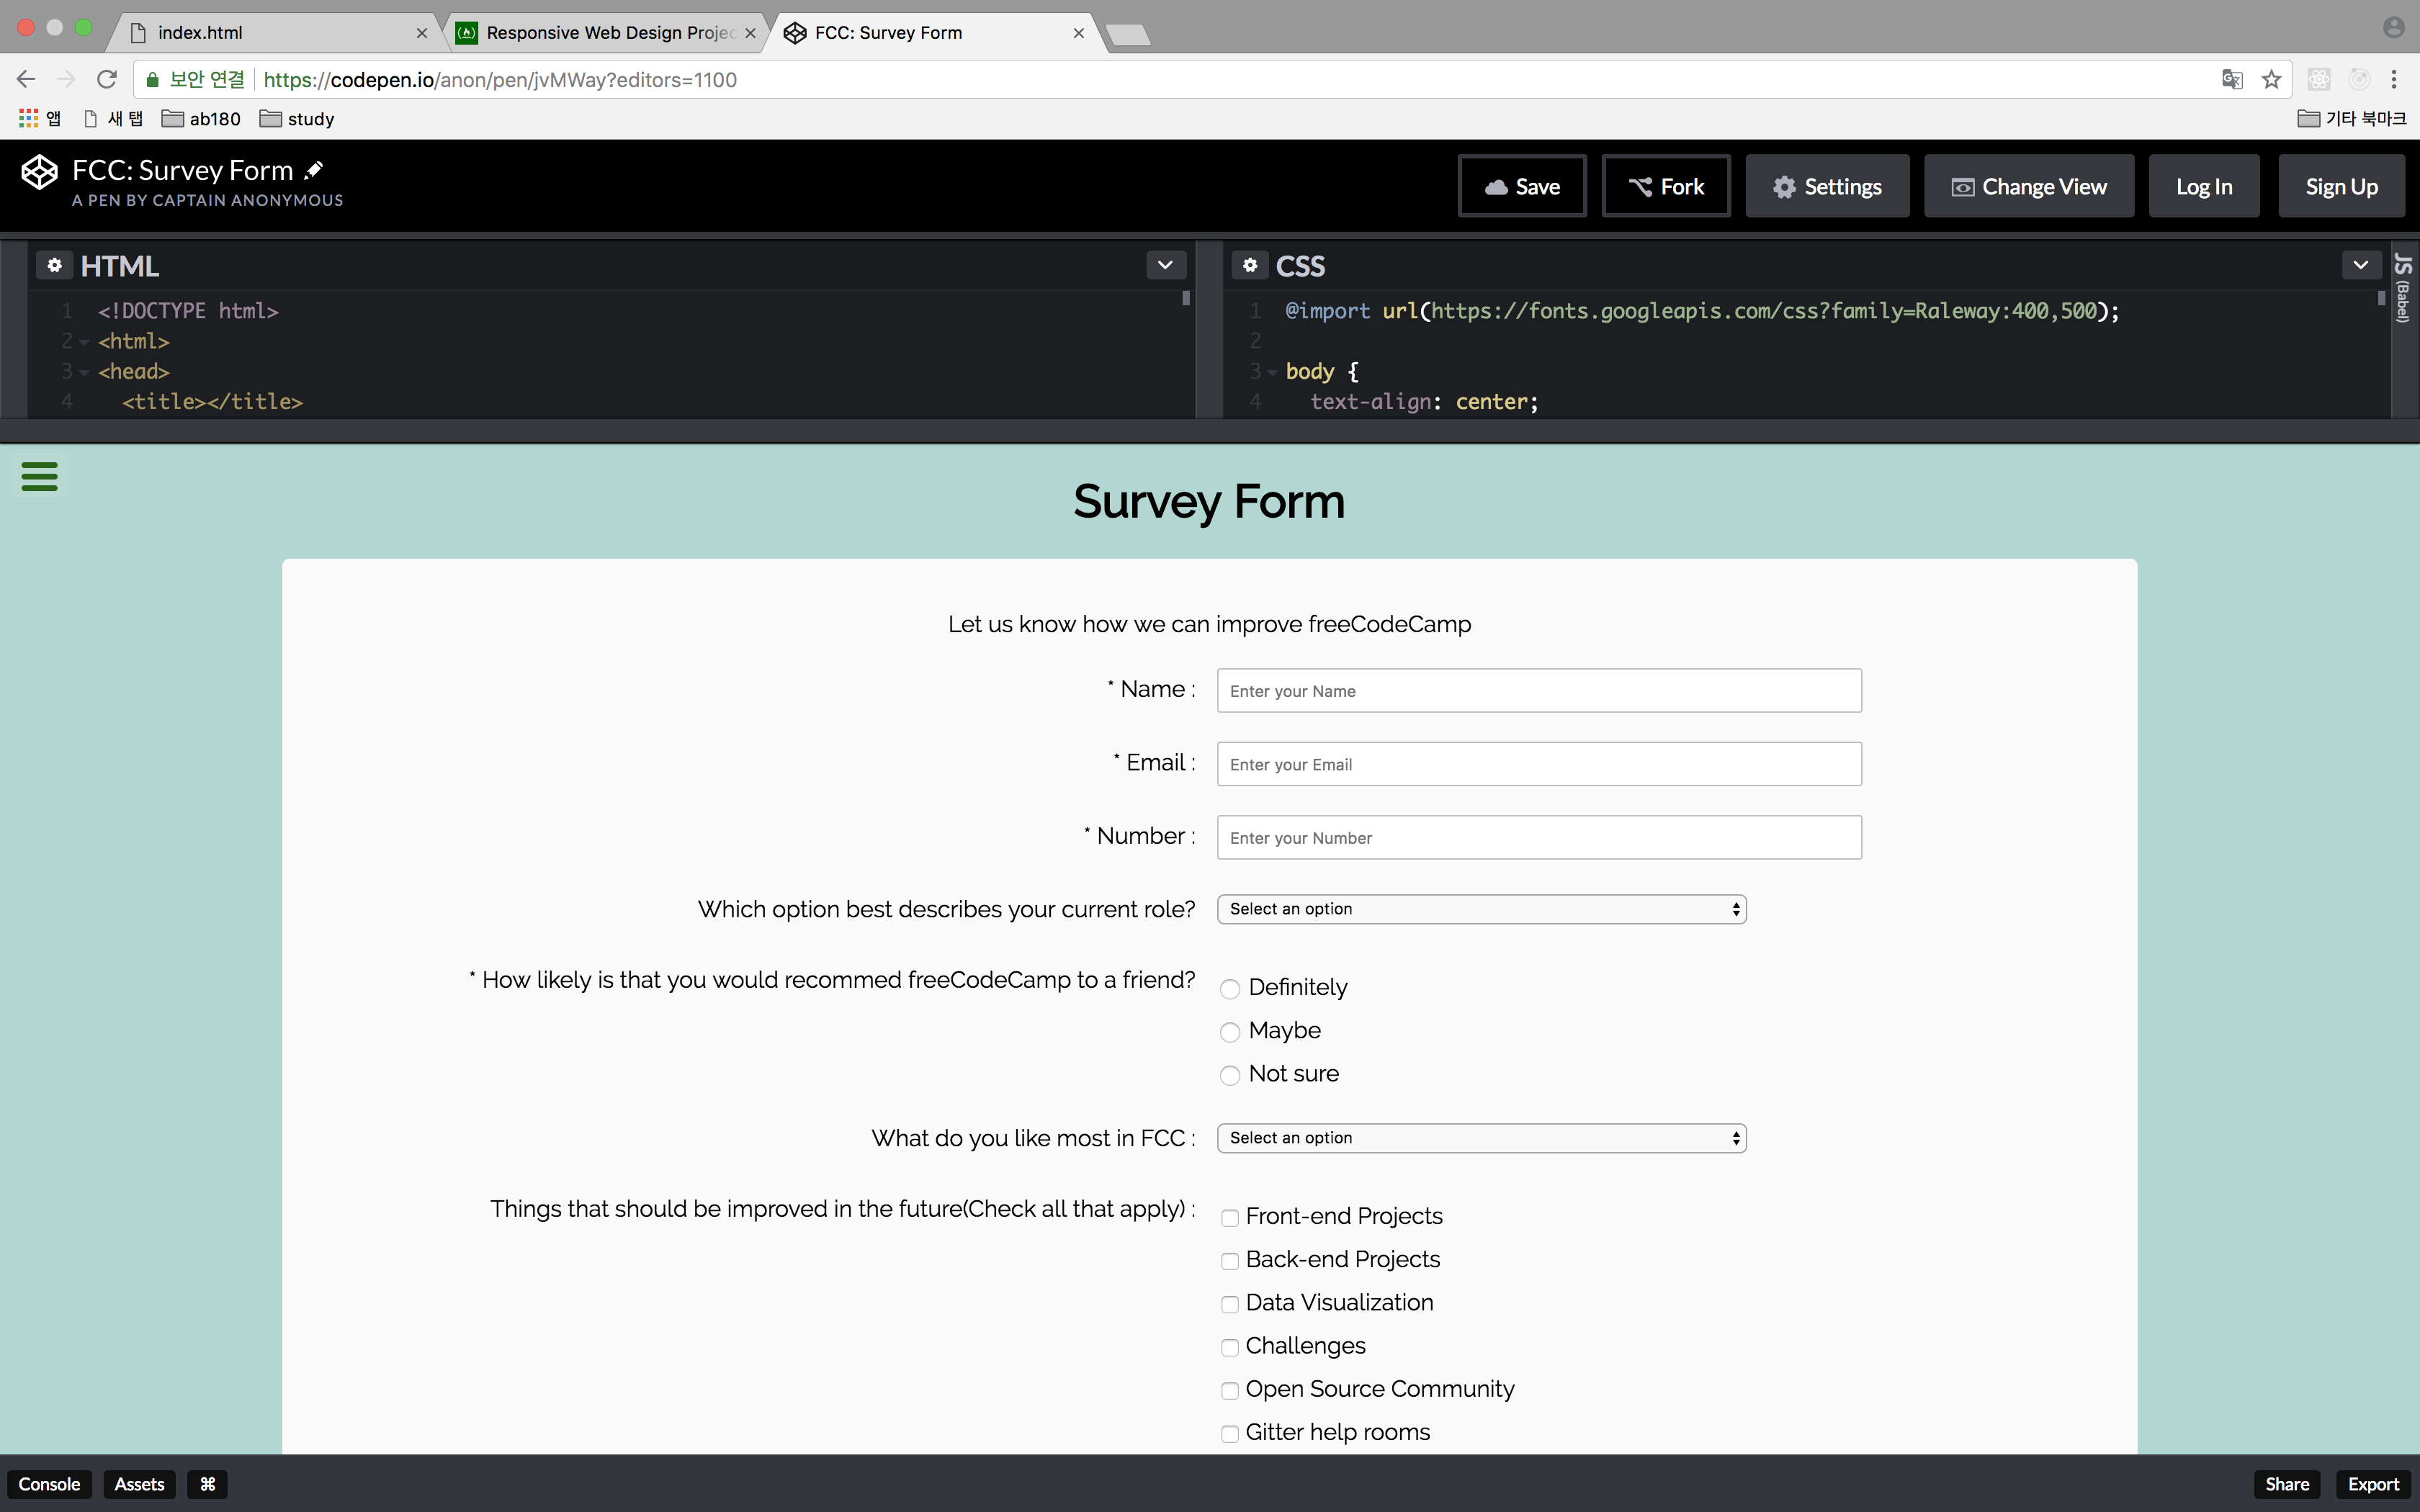 index.html
Responsive Web Design Projec
FCC: Survey Form
보안 연결 https://codepen.io/anon/pen/jvMWay?editors=1100
앱 새 탭 ab180 study 기타 북마크
FCC: Survey Form
A PEN BY CAPTAIN ANONYMOUS
Save Fork Settings Change View Log In Sign Up
HTML
1 <!DOCTYPE html>
2 <html>
3 <head>
4 <title></title>
CSS
1 @import url(https://fonts.googleapis.com/css?family=Raleway:400,500);
2
3 body {
4 text-align: center;
JS (Babel)
Survey Form
Let us know how we can improve freeCodeCamp
* Name : Enter your Name
* Email : Enter your Email
* Number : Enter your Number
Which option best describes your current role? Select an option
* How likely is that you would recommed freeCodeCamp to a friend? Definitely
Maybe
Not sure
What do you like most in FCC : Select an option
Things that should be improved in the future(Check all that apply) : Front-end Projects
Back-end Projects
Data Visualization
Challenges
Open Source Community
Gitter help rooms
Console Assets ⌘ Share Export